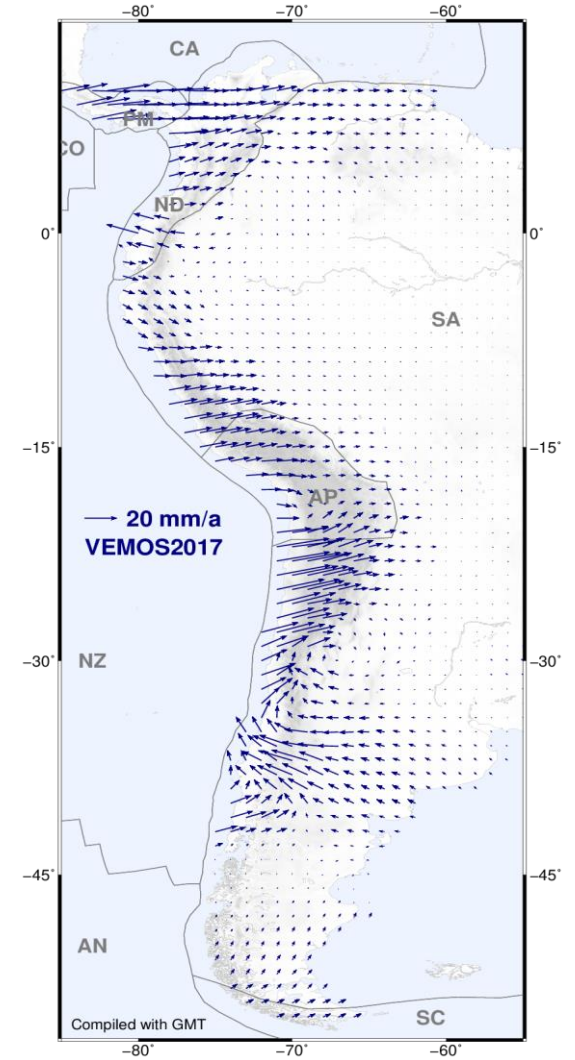 −80° −70° −60°
CA
PM
CO
ND
0° 0°
SA
−15° −15°
AP
20 mm/a
VEMOS2017
−30° −30°
NZ
−45° −45°
AN
SC
Compiled with GMT
−80° −70° −60°